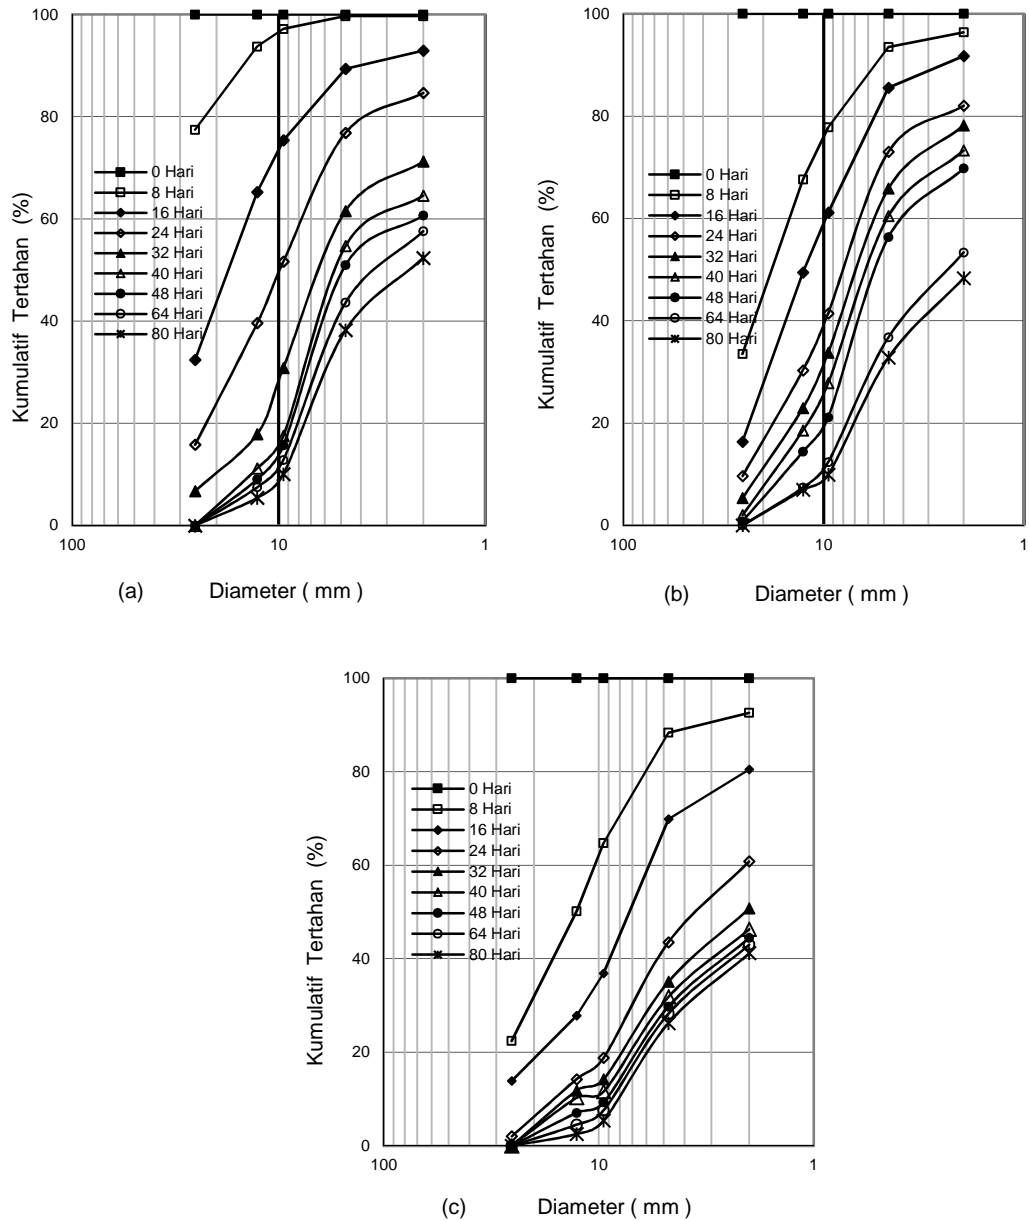 100
80
60
40
20
0
Kumulatif Tertahan (%)
0 Hari
8 Hari
16 Hari
24 Hari
32 Hari
40 Hari
48 Hari
64 Hari
80 Hari
100 10 1
(a) Diameter ( mm )
100
80
60
40
20
0
Kumulatif Tertahan (%)
0 Hari
8 Hari
16 Hari
24 Hari
32 Hari
40 Hari
48 Hari
64 Hari
80 Hari
100 10 1
(b) Diameter ( mm )
100
80
60
40
20
0
Kumulatif Tertahan (%)
0 Hari
8 Hari
16 Hari
24 Hari
32 Hari
40 Hari
48 Hari
64 Hari
80 Hari
100 10 1
(c) Diameter ( mm )